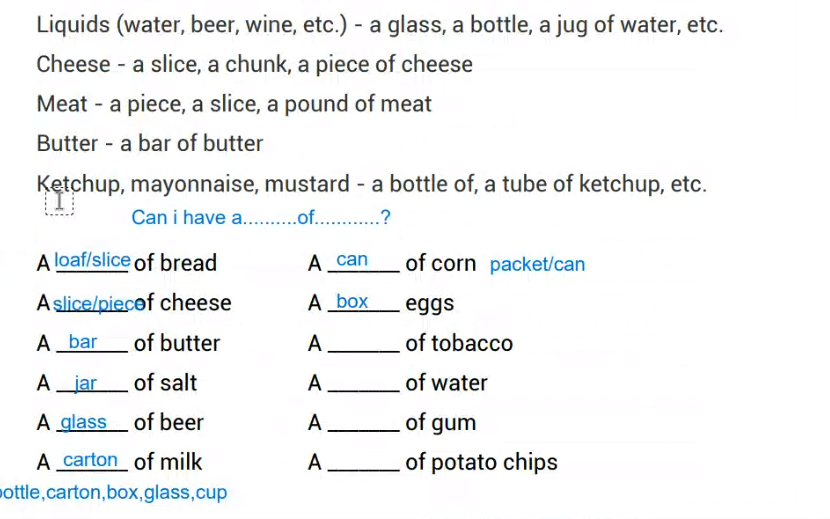 Liquids (water, beer, wine, etc.) - a glass, a bottle, a jug of water, etc.
Cheese - a slice, a chunk, a piece of cheese
Meat - a piece, a slice, a pound of meat
Butter - a bar of butter
Ketchup, mayonnaise, mustard - a bottle of, a tube of ketchup, etc.
Can i have a..........of............?
A loaf/slice of bread A can of corn packet/can
A slice/piece of cheese A box eggs
A bar of butter A ______ of tobacco
A jar of salt A ______ of water
A glass of beer A ______ of gum
A carton of milk A ______ of potato chips
ottle,carton,box,glass,cup